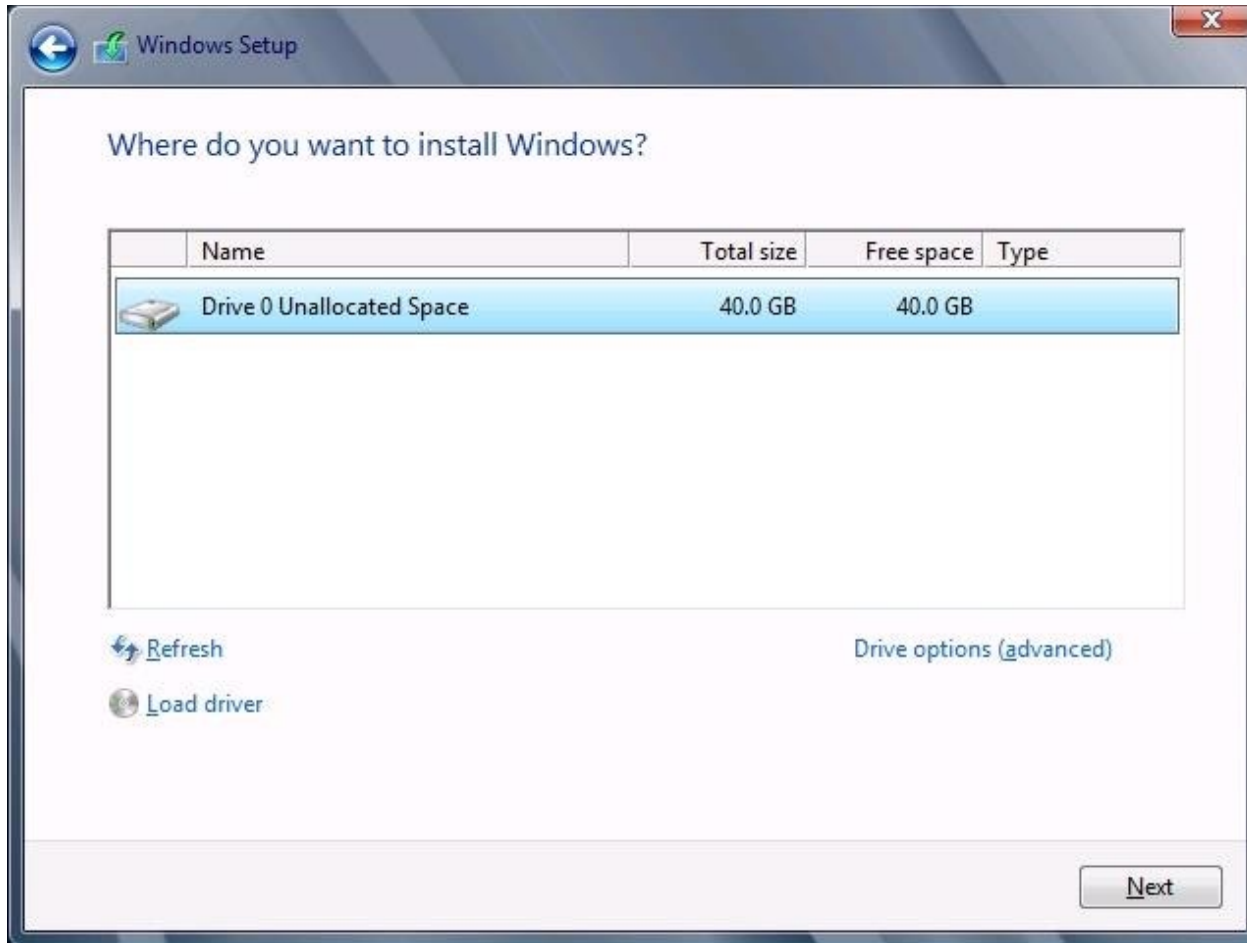 Windows Setup
Where do you want to install Windows?
Name Total size Free space Type
Drive 0 Unallocated Space 40.0 GB 40.0 GB
Refresh Drive options (advanced)
Load driver
Next